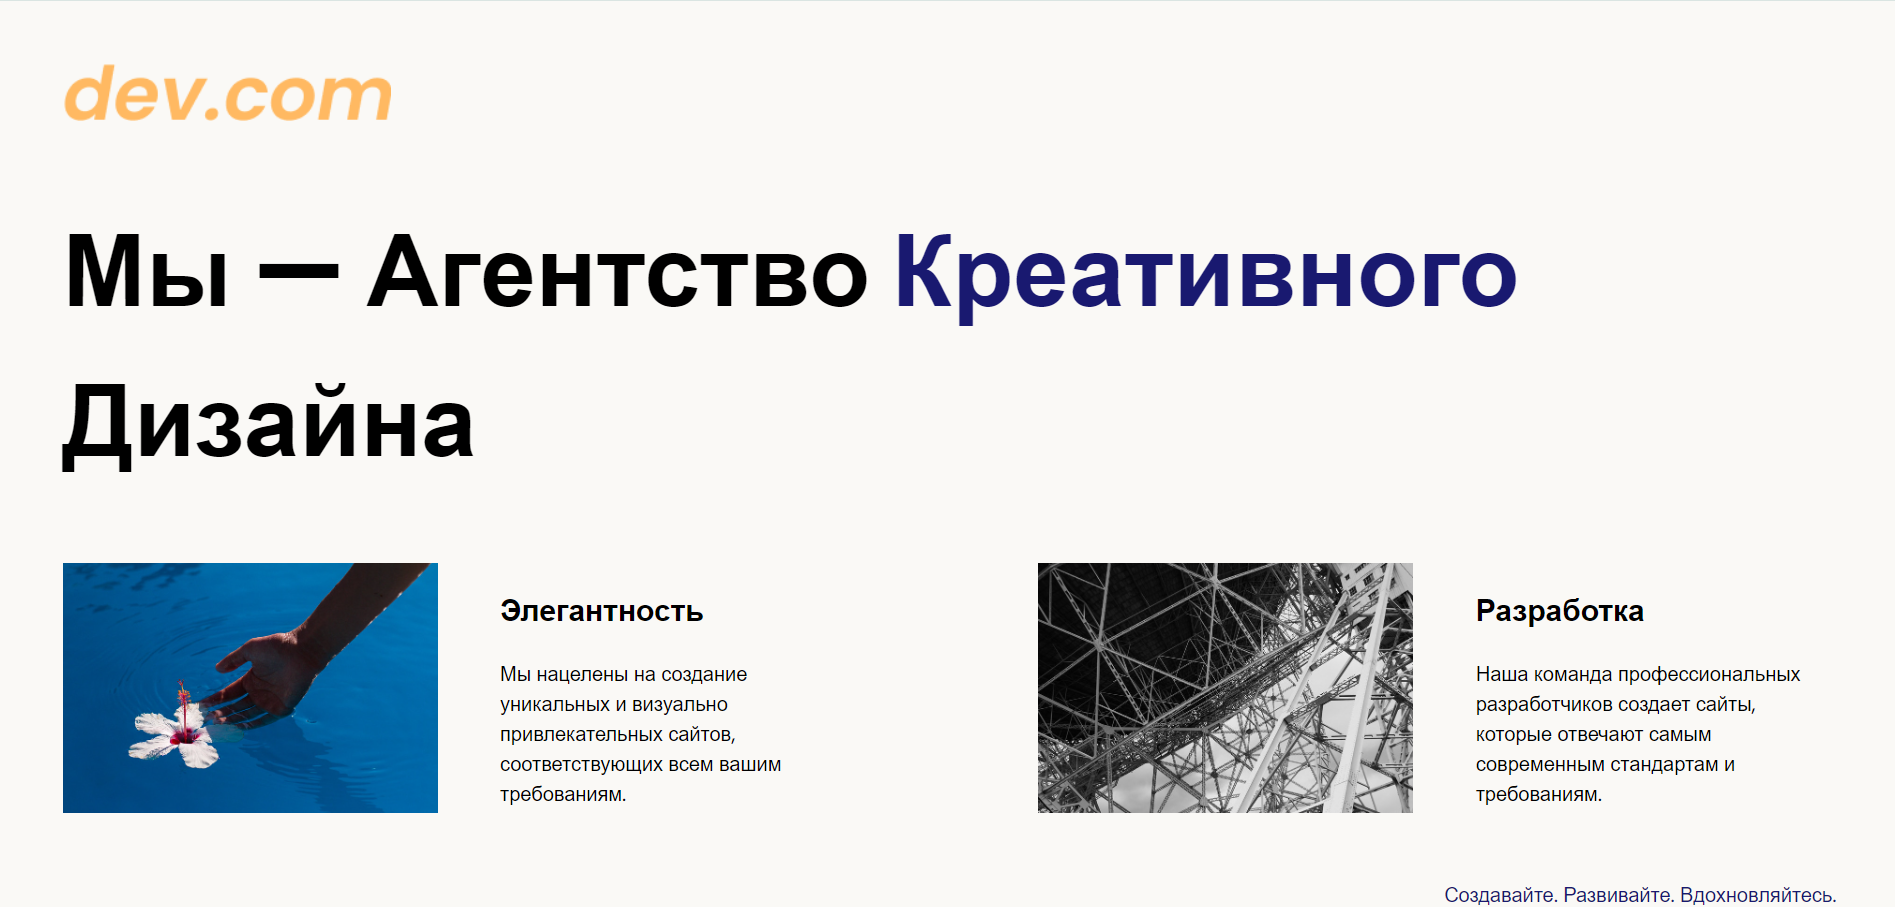 dev.com
Мы — Агентство Креативного
Дизайна
Элегантность
Мы нацелены на создание
уникальных и визуально
привлекательных сайтов,
соответствующих всем вашим
требованиям.
Разработка
Наша команда профессиональных
разработчиков создает сайты,
которые отвечают самым
современным стандартам и
требованиям.
Создавайте. Развивайте. Вдохновляйтесь.